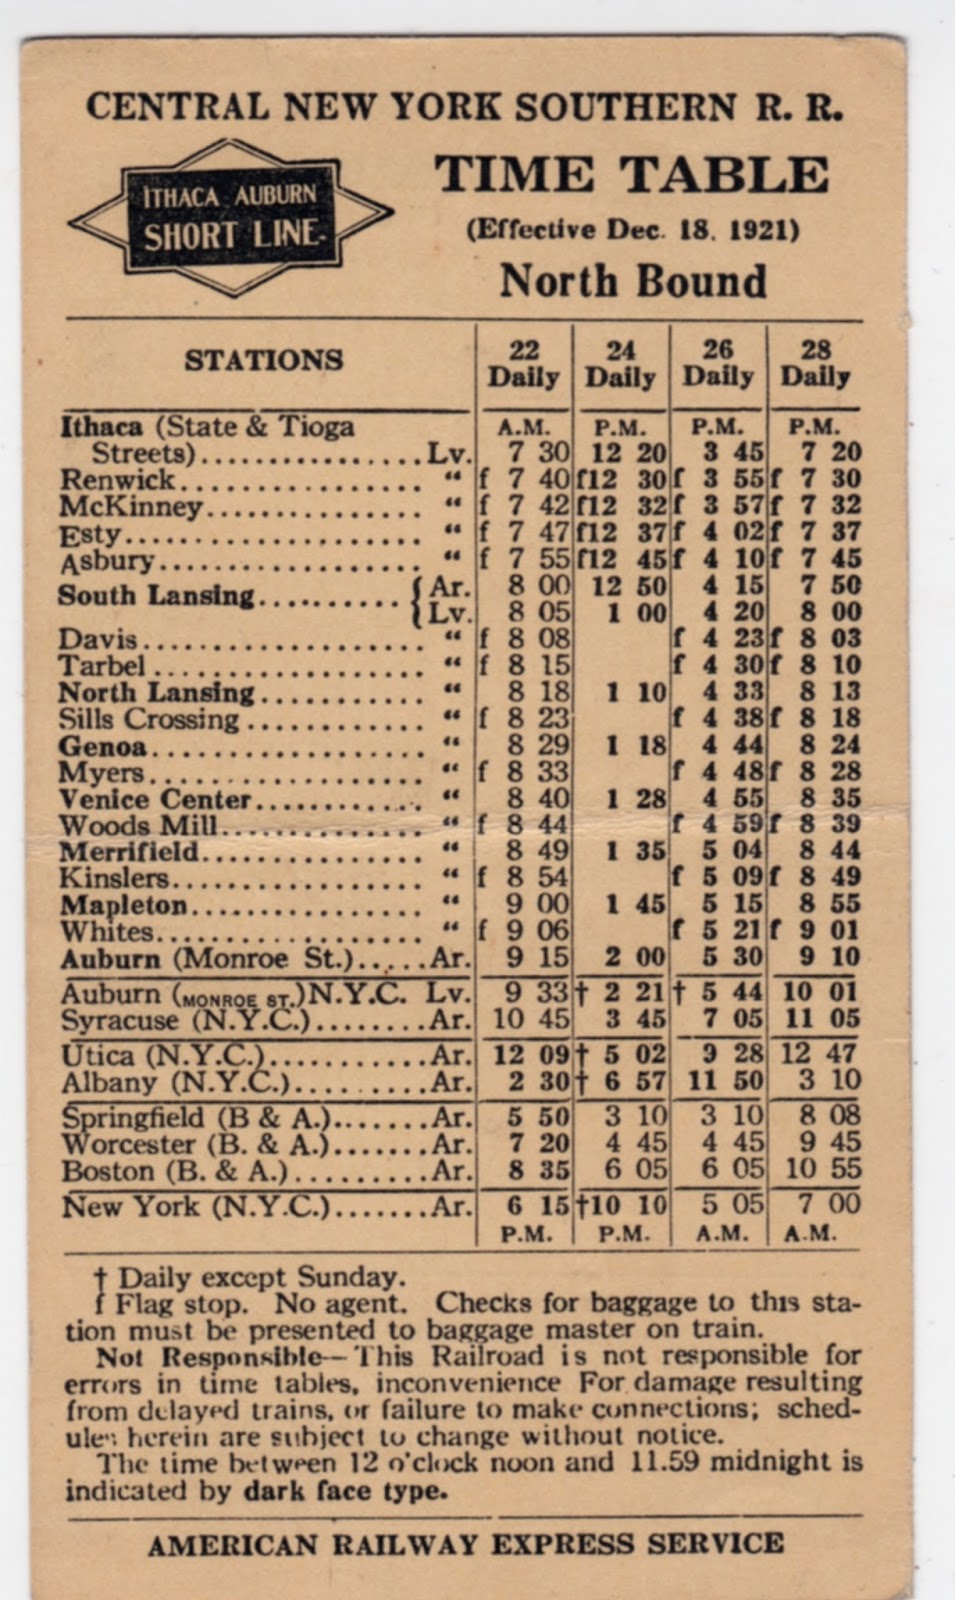 CENTRAL NEW YORK SOUTHERN R. R.
ITHACA AUBURN
SHORT LINE
TIME TABLE
(Effective Dec. 18, 1921)
North Bound
STATIONS 22 Daily 24 Daily 26 Daily 28 Daily
Ithaca (State & Tioga A.M. P.M. P.M. P.M.
Streets)................Lv. 7 30 12 20 3 45 7 20
Renwick................ “ f 7 40 f12 30 f 3 55 f 7 30
McKinney.............. “ f 7 42 f12 32 f 3 57 f 7 32
Esty.................... “ f 7 47 f12 37 f 4 02 f 7 37
Asbury.................. “ f 7 55 f12 45 f 4 10 f 7 45
South Lansing.......... { Ar. 8 00 12 50 4 15 7 50
{ Lv. 8 05 1 00 4 20 8 00
Davis................... “ f 8 08 f 4 23 f 8 03
Tarbel.................. “ f 8 15 f 4 30 f 8 10
North Lansing........... “ 8 18 1 10 4 33 8 13
Sills Crossing............ “ f 8 23 f 4 38 f 8 18
Genoa................... “ 8 29 1 18 4 44 8 24
Myers................... “ f 8 33 f 4 48 f 8 28
Venice Center............ “ 8 40 1 28 4 55 8 35
Woods Mill.............. “ f 8 44 f 4 59 f 8 39
Merrifield............... “ 8 49 1 35 5 04 8 44
Kinslers................. “ f 8 54 f 5 09 f 8 49
Mapleton................ “ 9 00 1 45 5 15 8 55
Whites.................. “ f 9 06 f 5 21 f 9 01
Auburn (Monroe St.).....Ar. 9 15 2 00 5 30 9 10
Auburn (MONROE ST.)N.Y.C. Lv. 9 33 † 2 21 † 5 44 10 01
Syracuse (N.Y.C.)........Ar. 10 45 3 45 7 05 11 05
Utica (N.Y.C.)...........Ar. 12 09 † 5 02 9 28 12 47
Albany (N.Y.C.)..........Ar. 2 30 † 6 57 11 50 3 10
Springfield (B & A.).......Ar. 5 50 3 10 3 10 8 08
Worcester (B. & A.).......Ar. 7 20 4 45 4 45 9 45
Boston (B. & A.)..........Ar. 8 35 6 05 6 05 10 55
New York (N.Y.C.).......Ar. 6 15 †10 10 5 05 7 00
P.M. P.M. A.M. A.M.
† Daily except Sunday.
f Flag stop. No agent. Checks for baggage to this sta-
tion must be presented to baggage master on train.
Not Responsible—This Railroad is not responsible for
errors in time tables, inconvenience For damage resulting
from delayed trains, or failure to make connections; sched-
ules herein are subject to change without notice.
The time between 12 o'clock noon and 11.59 midnight is
indicated by dark face type.
AMERICAN RAILWAY EXPRESS SERVICE